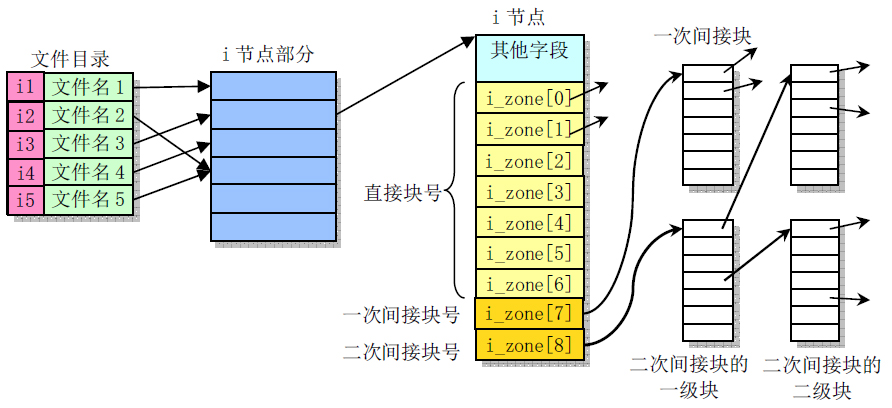 文件目录
i1 文件名1
i2 文件名2
i3 文件名3
i4 文件名4
i5 文件名5
i节点部分
i节点
其他字段
i_zone[0]
i_zone[1]
i_zone[2]
i_zone[3]
i_zone[4]
i_zone[5]
i_zone[6]
i_zone[7]
i_zone[8]
直接块号
一次间接块号
二次间接块号
一次间接块
二次间接块的
一级块
二次间接块的
二级块